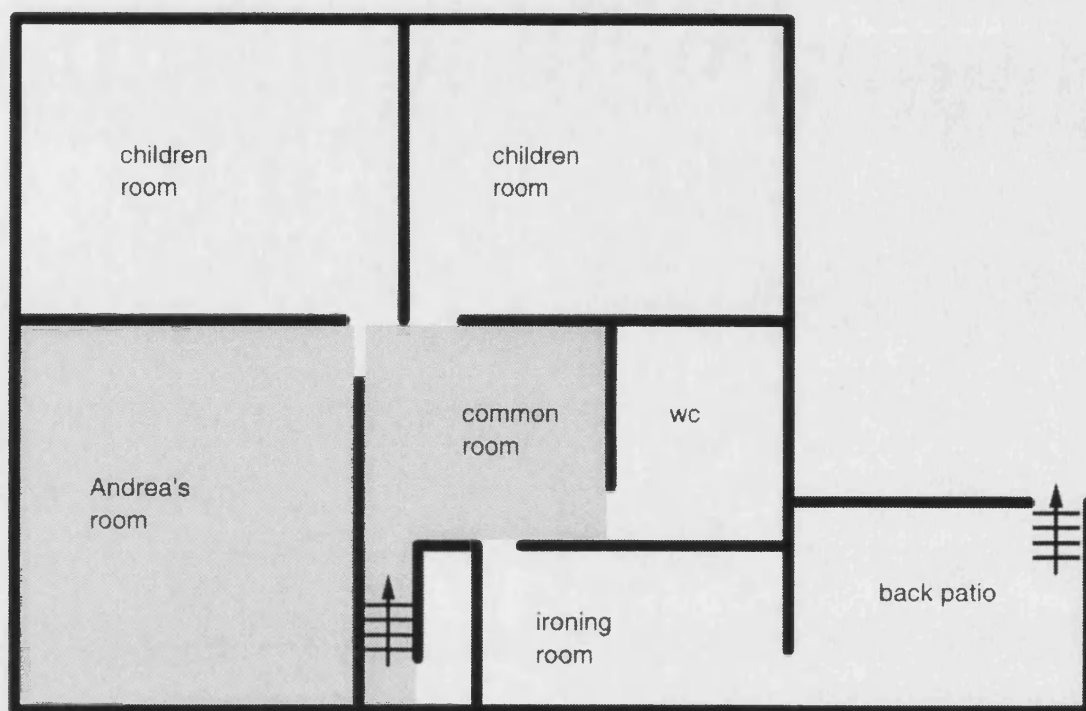 children
room
children
room
common
room
wc
Andrea's
room
back patio
ironing
room